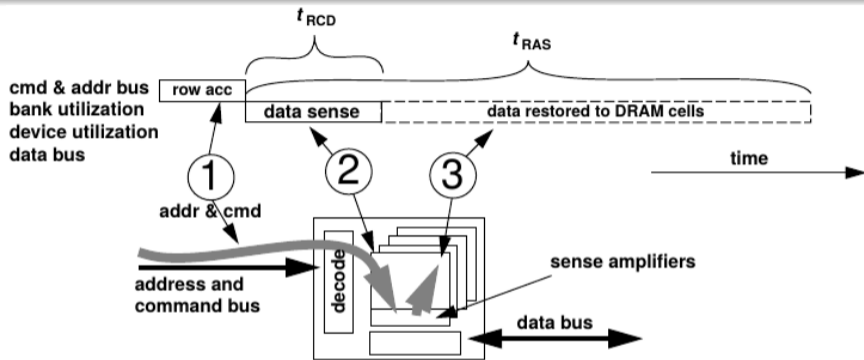 tRCD
tRAS
cmd & addr bus
bank utilization
device utilization
data bus
row acc
data sense
data restored to DRAM cells
time
1
2
3
addr & cmd
address and
command bus
decode
sense amplifiers
data bus